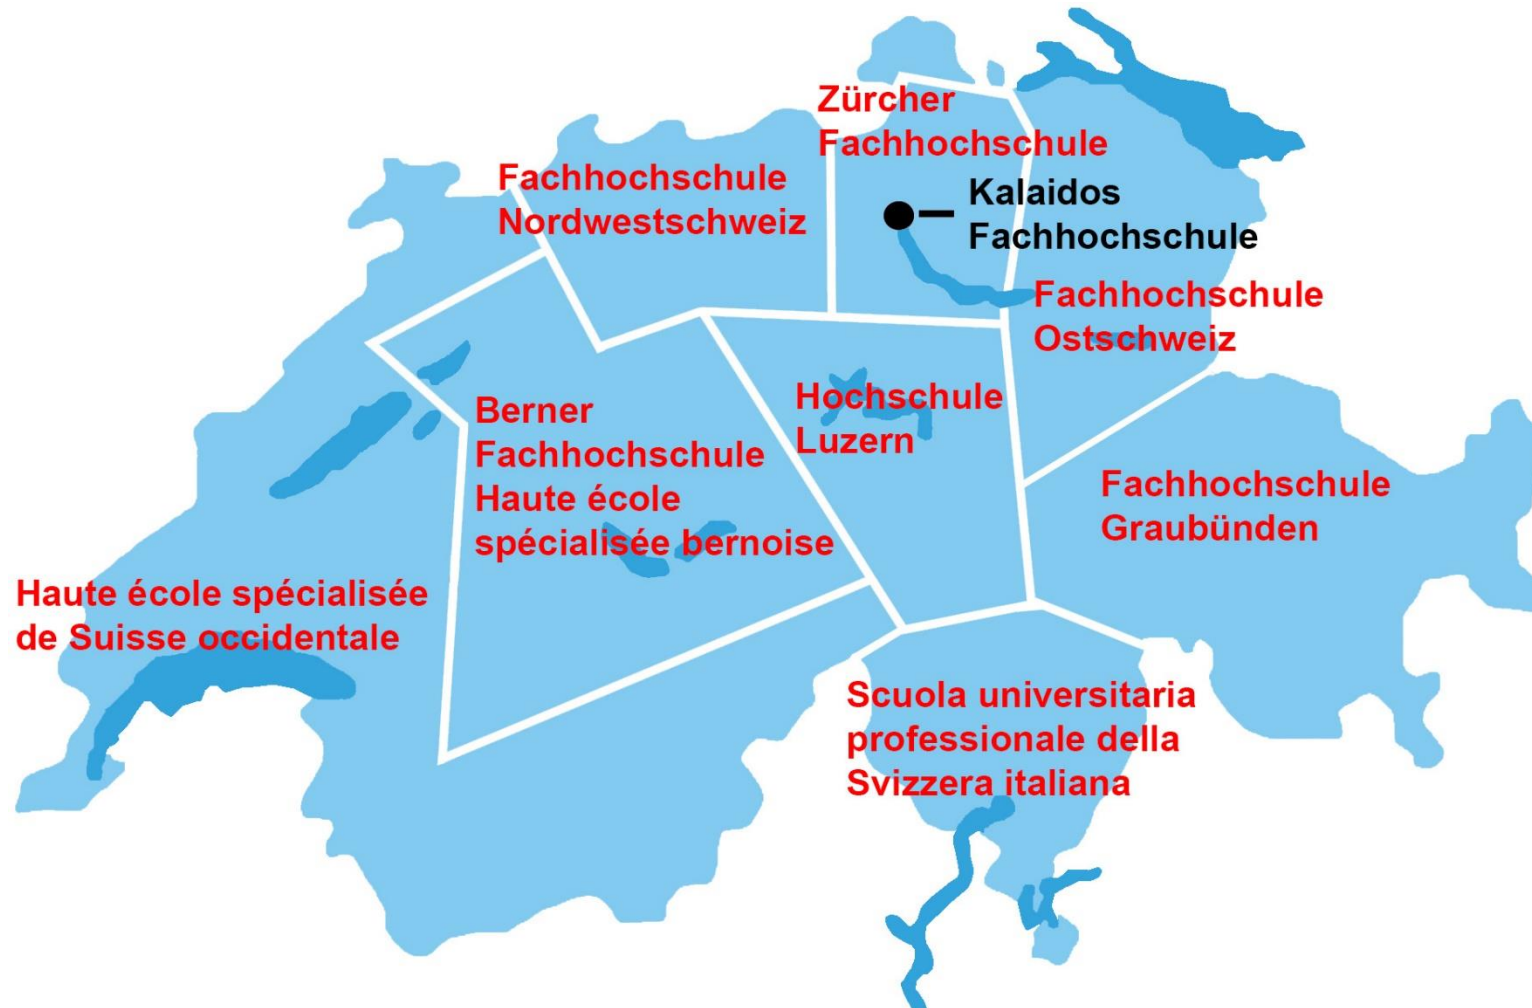 Zürcher
Fachhochschule
Fachhochschule
Nordwestschweiz
Kalaidos
Fachhochschule
Fachhochschule
Ostschweiz
Berner
Fachhochschule
Haute école
spécialisée bernoise
Hochschule
Luzern
Fachhochschule
Graubünden
Haute école spécialisée
de Suisse occidentale
Scuola universitaria
professionale della
Svizzera italiana